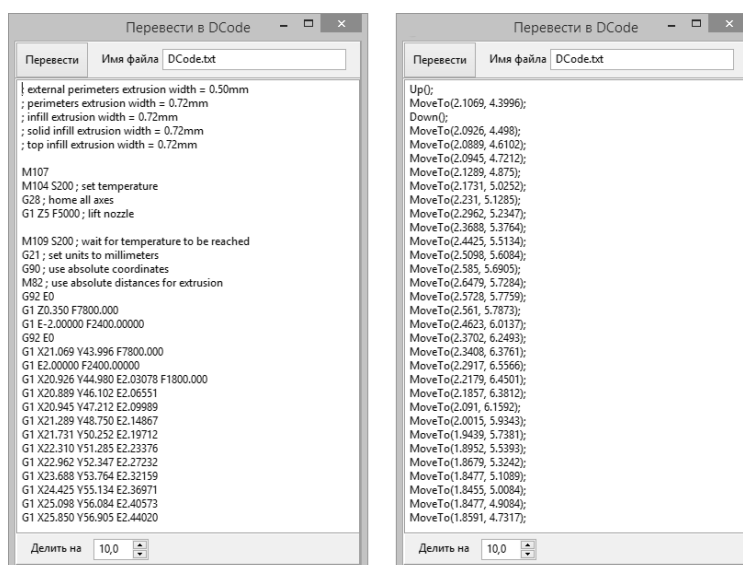 Перевести в DCode
Перевести Имя файла DCode.txt
; external perimeters extrusion width = 0.50mm
; perimeters extrusion width = 0.72mm
; infill extrusion width = 0.72mm
; solid infill extrusion width = 0.72mm
; top infill extrusion width = 0.72mm
M107
M104 S200 ; set temperature
G28 ; home all axes
G1 Z5 F5000 ; lift nozzle
M109 S200 ; wait for temperature to be reached
G21 ; set units to millimeters
G90 ; use absolute coordinates
M82 ; use absolute distances for extrusion
G92 E0
G1 Z0.350 F7800.000
G1 E-2.00000 F2400.00000
G92 E0
G1 X21.069 Y43.996 F7800.000
G1 E2.00000 F2400.00000
G1 X20.926 Y44.980 E2.03078 F1800.000
G1 X20.889 Y46.102 E2.06551
G1 X20.945 Y47.212 E2.09989
G1 X21.289 Y48.750 E2.14867
G1 X21.731 Y50.252 E2.19712
G1 X22.310 Y51.285 E2.23376
G1 X22.962 Y52.347 E2.27232
G1 X23.688 Y53.764 E2.32159
G1 X24.425 Y55.134 E2.36971
G1 X25.098 Y56.084 E2.40573
G1 X25.850 Y56.905 E2.44020
Делить на 10,0
Перевести в DCode
Перевести Имя файла DCode.txt
Up();
MoveTo(2.1069, 4.3996);
Down();
MoveTo(2.0926, 4.498);
MoveTo(2.0889, 4.6102);
MoveTo(2.0945, 4.7212);
MoveTo(2.1289, 4.875);
MoveTo(2.1731, 5.0252);
MoveTo(2.231, 5.1285);
MoveTo(2.2962, 5.2347);
MoveTo(2.3688, 5.3764);
MoveTo(2.4425, 5.5134);
MoveTo(2.5098, 5.6084);
MoveTo(2.585, 5.6905);
MoveTo(2.6479, 5.7284);
MoveTo(2.5728, 5.7759);
MoveTo(2.561, 5.7873);
MoveTo(2.4623, 6.0137);
MoveTo(2.3702, 6.2493);
MoveTo(2.3408, 6.3761);
MoveTo(2.2917, 6.5566);
MoveTo(2.2179, 6.4501);
MoveTo(2.1857, 6.3812);
MoveTo(2.091, 6.1592);
MoveTo(2.0015, 5.9343);
MoveTo(1.9439, 5.7381);
MoveTo(1.8952, 5.5393);
MoveTo(1.8679, 5.3242);
MoveTo(1.8477, 5.1089);
MoveTo(1.8455, 5.0084);
MoveTo(1.8477, 4.9084);
MoveTo(1.8591, 4.7317);
Делить на 10,0